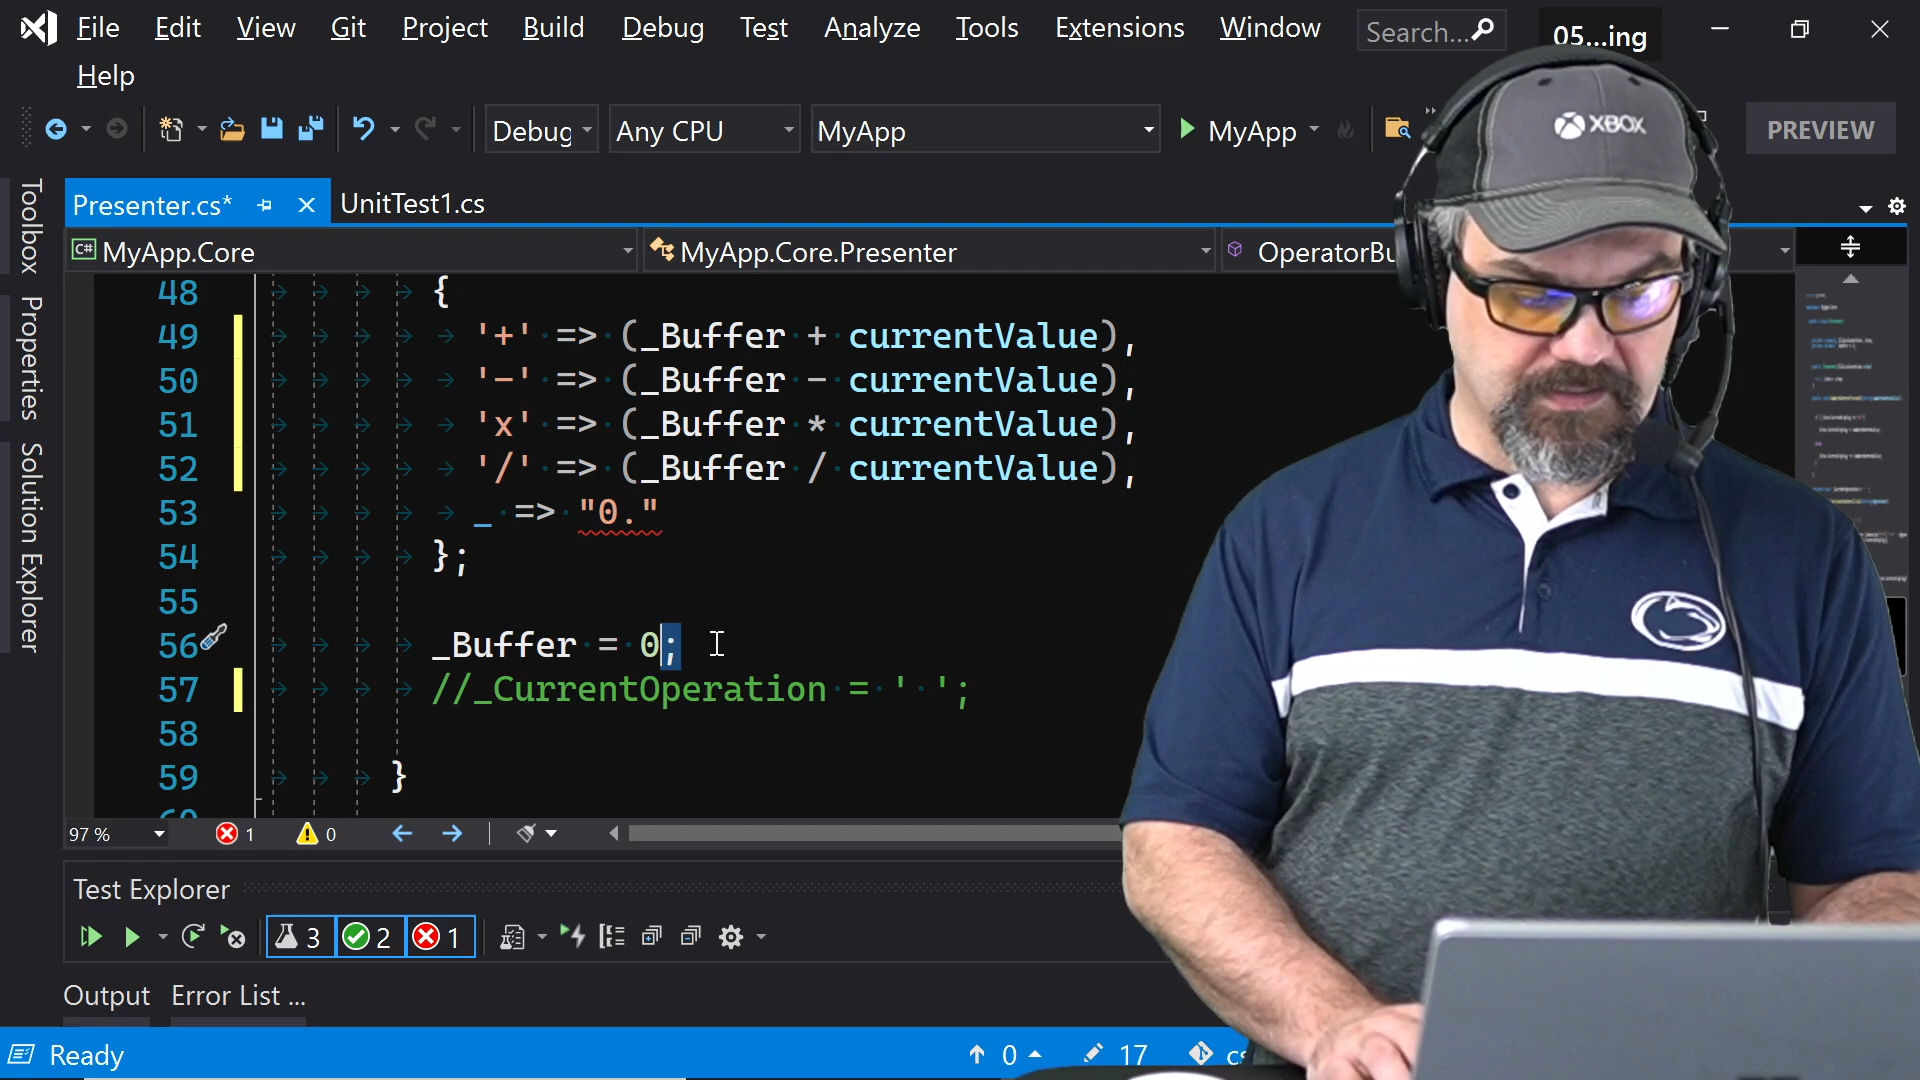 File Edit View Git Project Build Debug Test Analyze Tools Extensions Window Search... 05...ing
Help
Debug Any CPU MyApp MyApp PREVIEW
Presenter.cs* UnitTest1.cs
C# MyApp.Core MyApp.Core.Presenter OperatorBu
Toolbox
Properties
Solution Explorer
48 {
49 '+' => (_Buffer + currentValue),
50 '-' => (_Buffer - currentValue),
51 'x' => (_Buffer * currentValue),
52 '/' => (_Buffer / currentValue),
53 _ => "0."
54 };
55
56 _Buffer = 0;
57 //_CurrentOperation = ' ';
58
59 }
60
97 % 1 0
Test Explorer
3 2 1
Output Error List ...
Ready 0 17 cs
XBOX